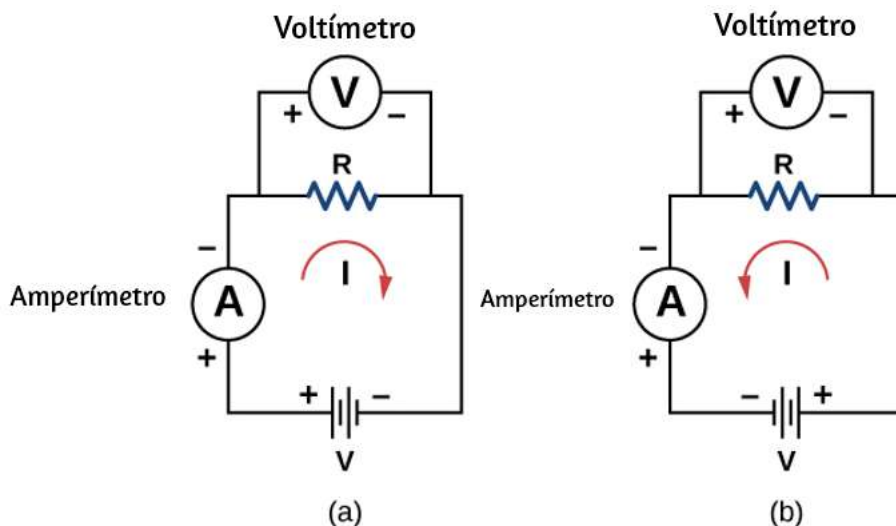 Voltímetro
V
+ −
R
−
Amperímetro
A
I
+
+ −
V
(a)
Voltímetro
V
+ −
R
−
Amperímetro
A
I
+
− +
V
(b)